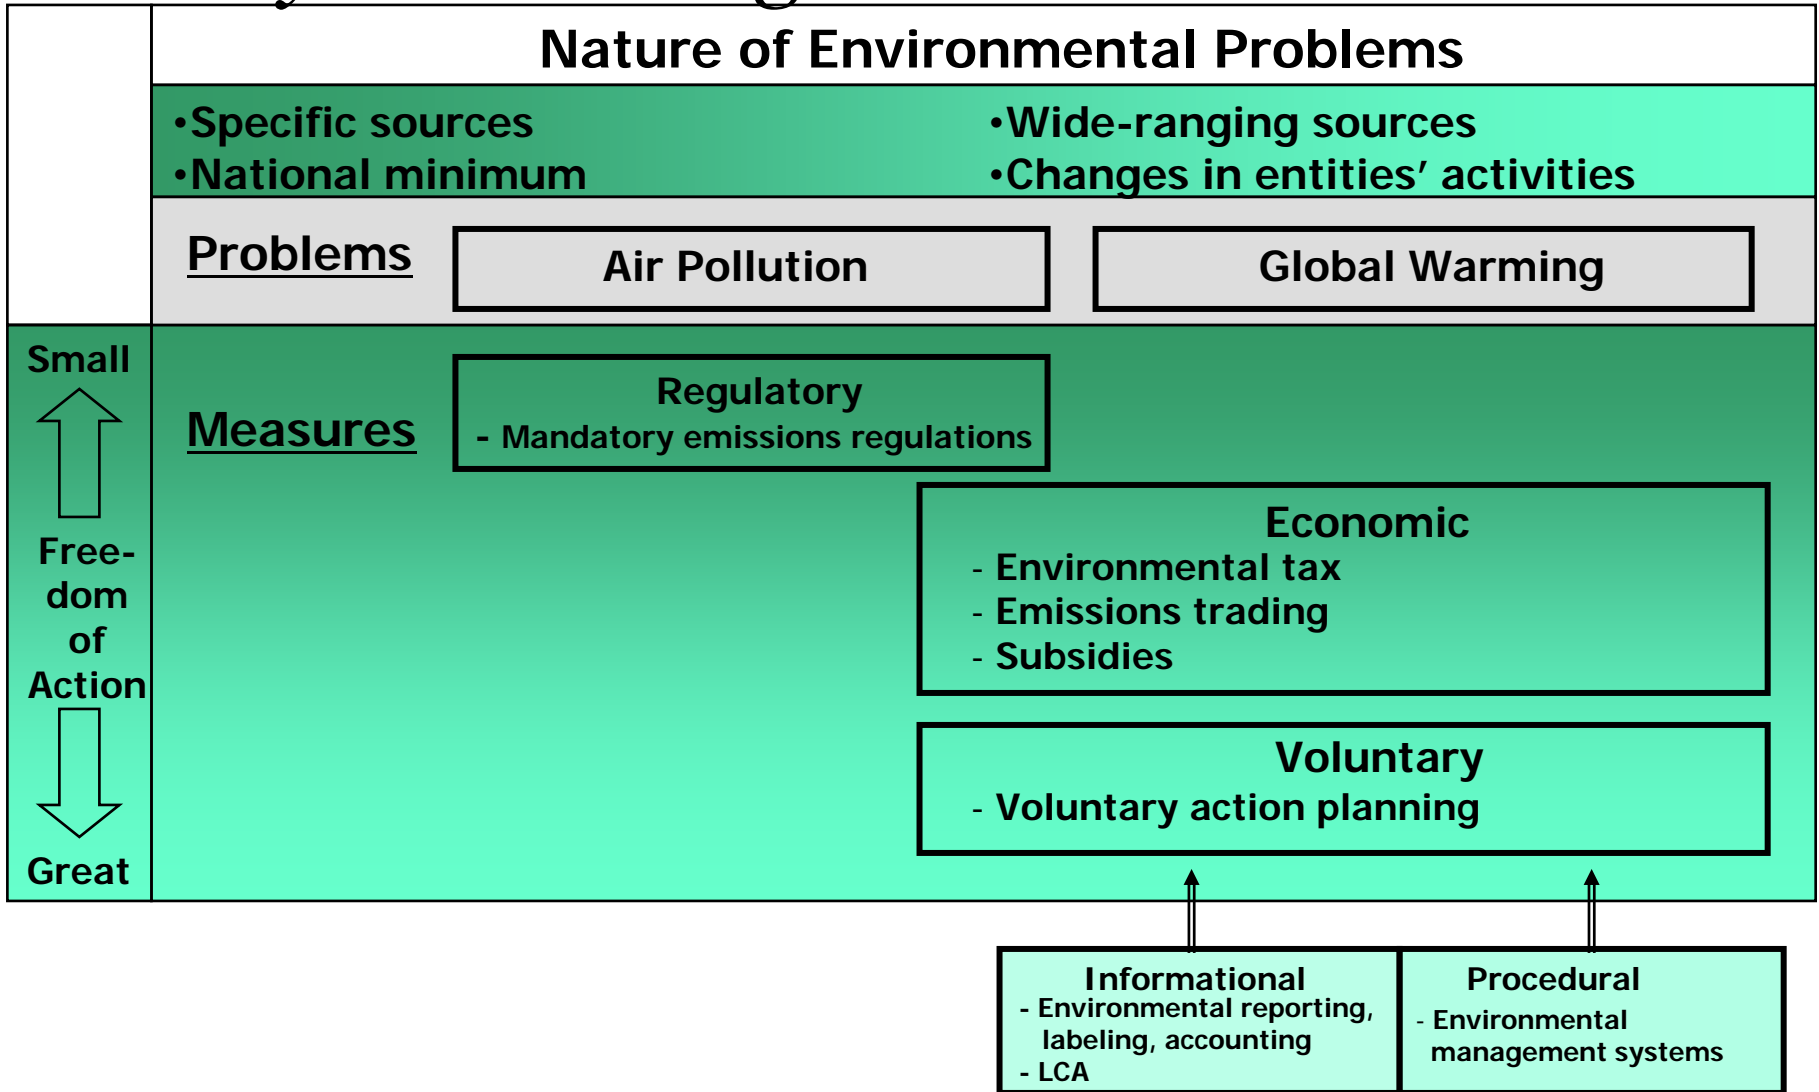 Nature of Environmental Problems
•Specific sources
•National minimum
•Wide-ranging sources
•Changes in entities’ activities
Problems
Air Pollution
Global Warming
Small
Free-
dom
of
Action
Great
Measures
Regulatory
- Mandatory emissions regulations
Economic
- Environmental tax
- Emissions trading
- Subsidies
Voluntary
- Voluntary action planning
Informational
- Environmental reporting,
labeling, accounting
- LCA
Procedural
- Environmental
management systems